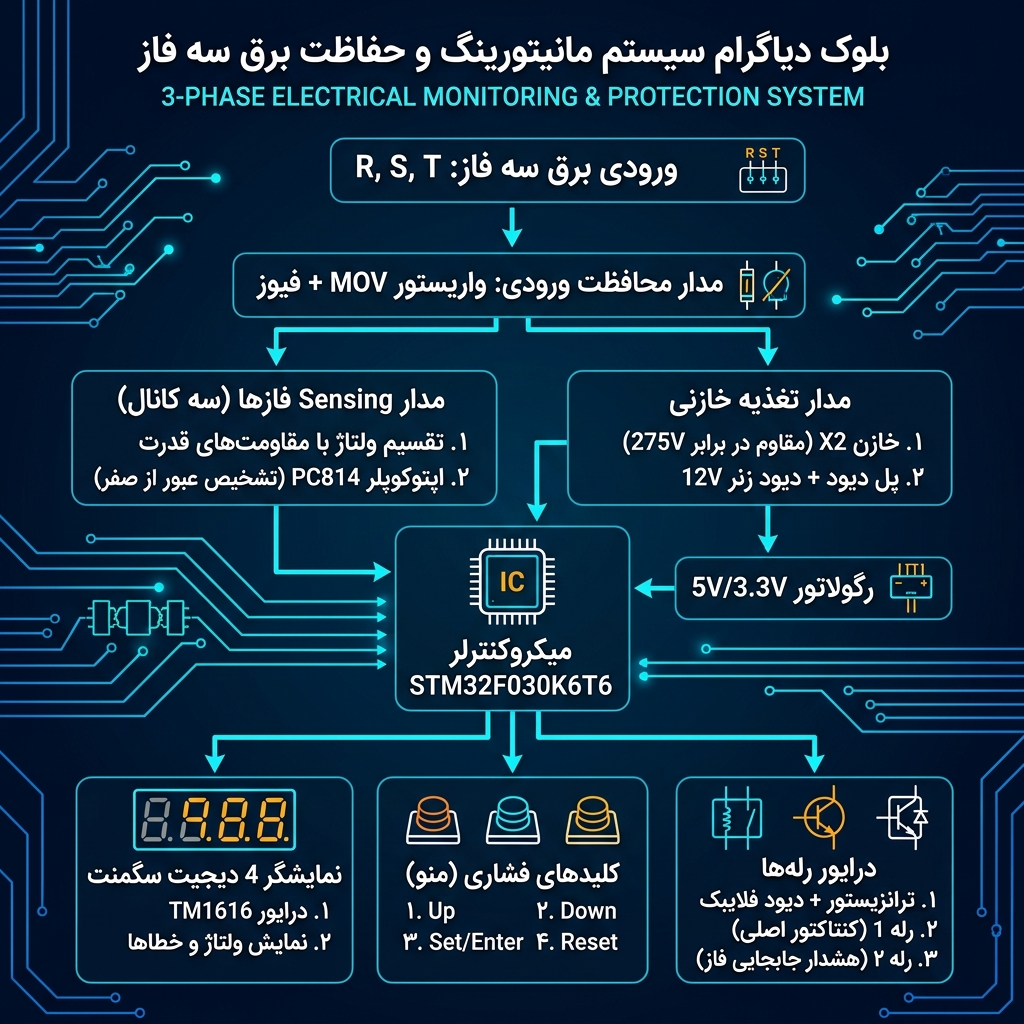 بلوک دیاگرام سیستم مانیتورینگ و حفاظت برق سه فاز
3-PHASE ELECTRICAL MONITORING & PROTECTION SYSTEM
ورودی برق سه فاز: R, S, T
R S T
مدار محافظت ورودی: واریستور MOV + فیوز
مدار Sensing فازها (سه کانال)
۱. تقسیم ولتاژ با مقاومت‌های قدرت
۲. اپتوکوپلر PC814 (تشخیص عبور از صفر)
مدار تغذیه خازنی
۱. خازن X2 (مقاوم در برابر 275V)
۲. پل دیود + دیود زنر 12V
رگولاتور 5V/3.3V
IC
میکروکنترلر
STM32F030K6T6
نمایشگر 4 دیجیت سگمنت
۱. درایور TM1616
۲. نمایش ولتاژ و خطاها
کلیدهای فشاری (منو)
۱. Up ۲. Down
۳. Set/Enter ۴. Reset
درایور رله‌ها
۱. ترانزیستور + دیود فلایبک
۲. رله 1 (کنتاکتور اصلی)
۳. رله ۲ (هشدار جابجایی فاز)